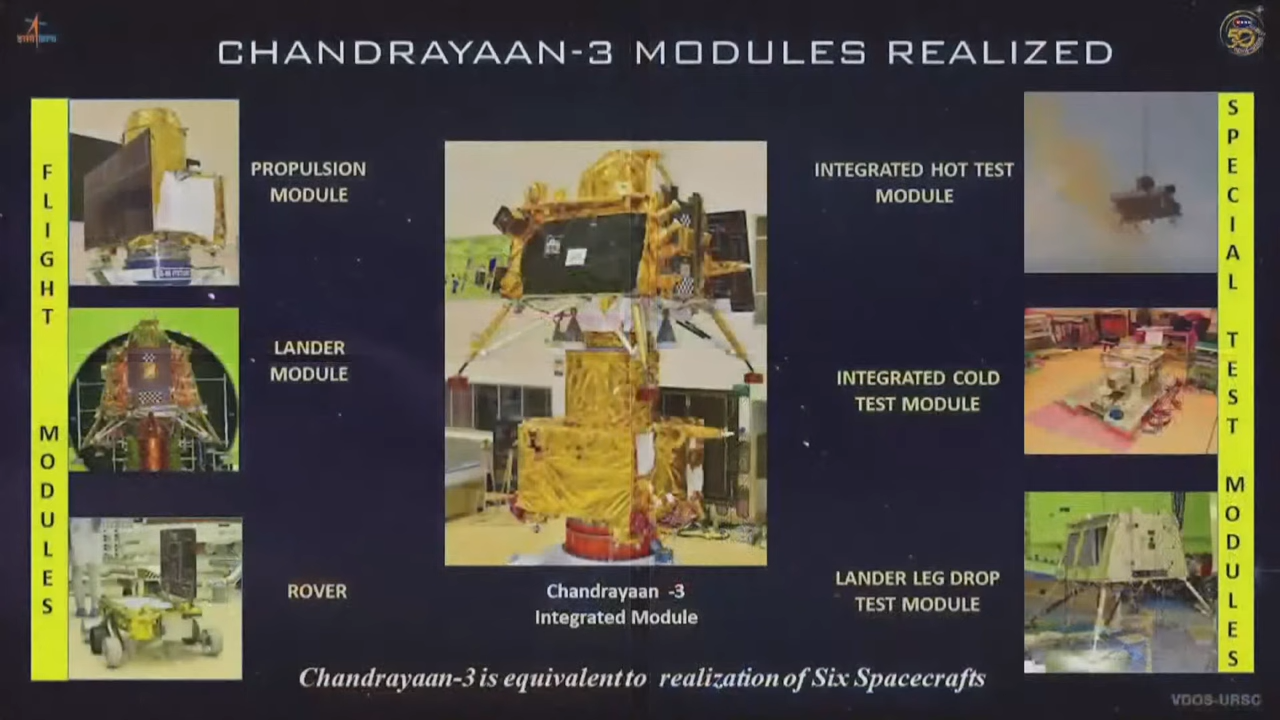 CHANDRAYAAN-3 MODULES REALIZED
FLIGHT MODULES
PROPULSION
MODULE
LANDER
MODULE
ROVER
Chandrayaan -3
Integrated Module
INTEGRATED HOT TEST
MODULE
INTEGRATED COLD
TEST MODULE
LANDER LEG DROP
TEST MODULE
SPECIAL TEST MODULES
Chandrayaan-3 is equivalent to realization of Six Spacecrafts
VDOS-URSC